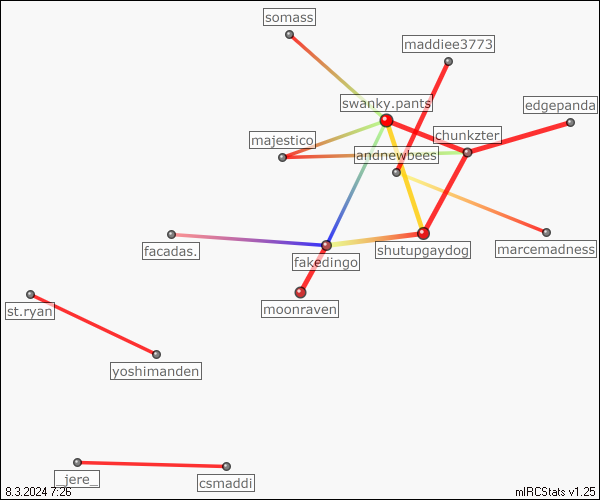 somass
maddiee3773
swanky.pants
edgepanda
chunkzter
majestico
andnewbees
shutupgaydog
marcemadness
facadas.
fakedingo
moonraven
st.ryan
yoshimanden
_jere_
csmaddi
8.3.2024 7:26
mIRCStats v1.25